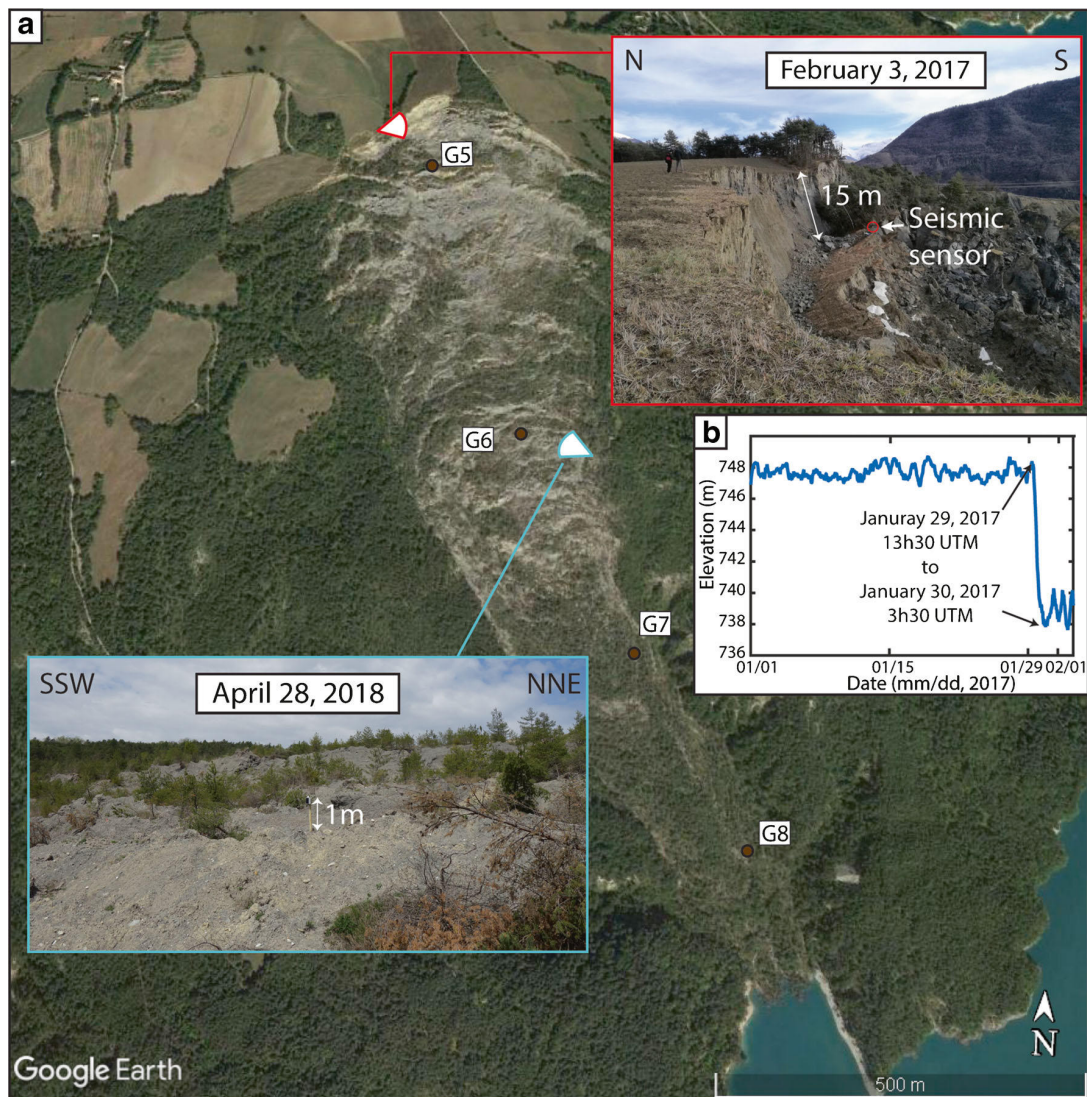 a
N
February 3, 2017
S
15 m
Seismic
sensor
G5
G6
b
748
746
744
742
740
738
736
Elevation (m)
Januray 29, 2017
13h30 UTM
to
January 30, 2017
3h30 UTM
01/01
01/15
01/29
02/01
Date (mm/dd, 2017)
G7
SSW
April 28, 2018
NNE
1m
G8
N
Google Earth
500 m